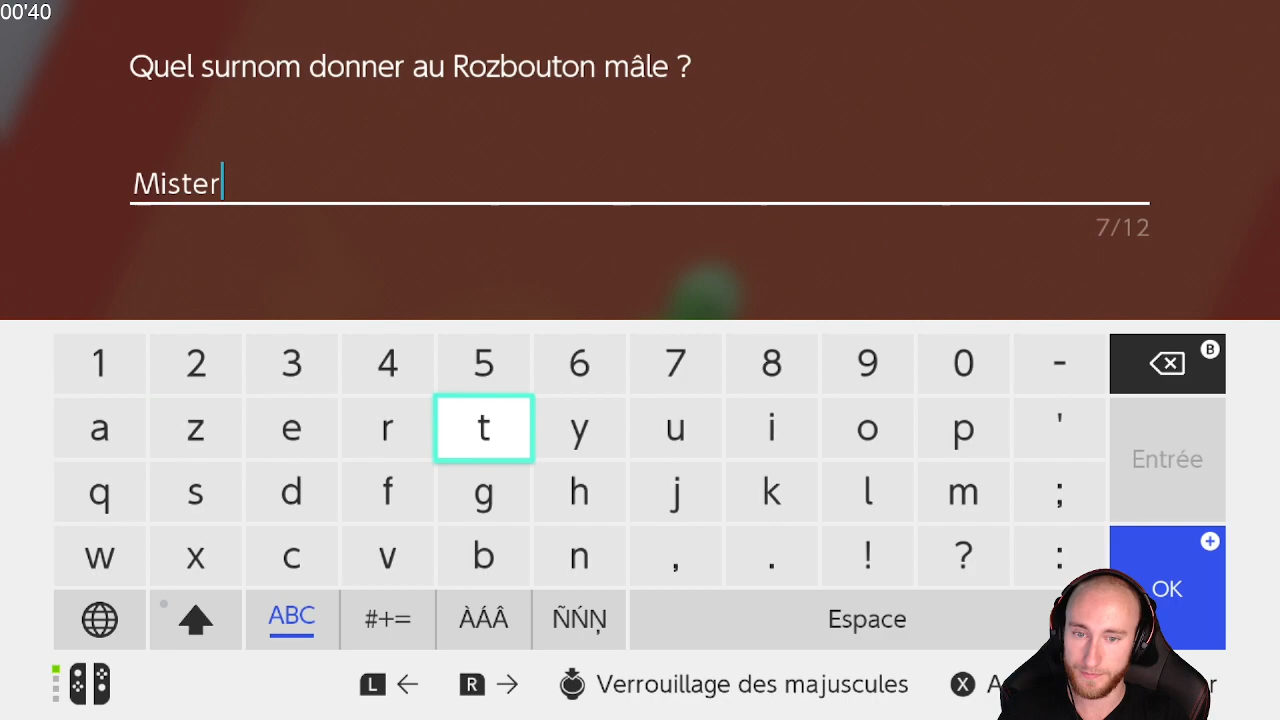 00'40
Quel surnom donner au Rozbouton mâle ?
Mister
7/12
1 2 3 4 5 6 7 8 9 0 - B
a z e r t y u i o p '
Entrée
q s d f g h j k l m ;
w x c v b n , . ! ? :
OK
ABC #+= ÀÁÂ ÑŃŅ Espace
L ← R → Verrouillage des majuscules X